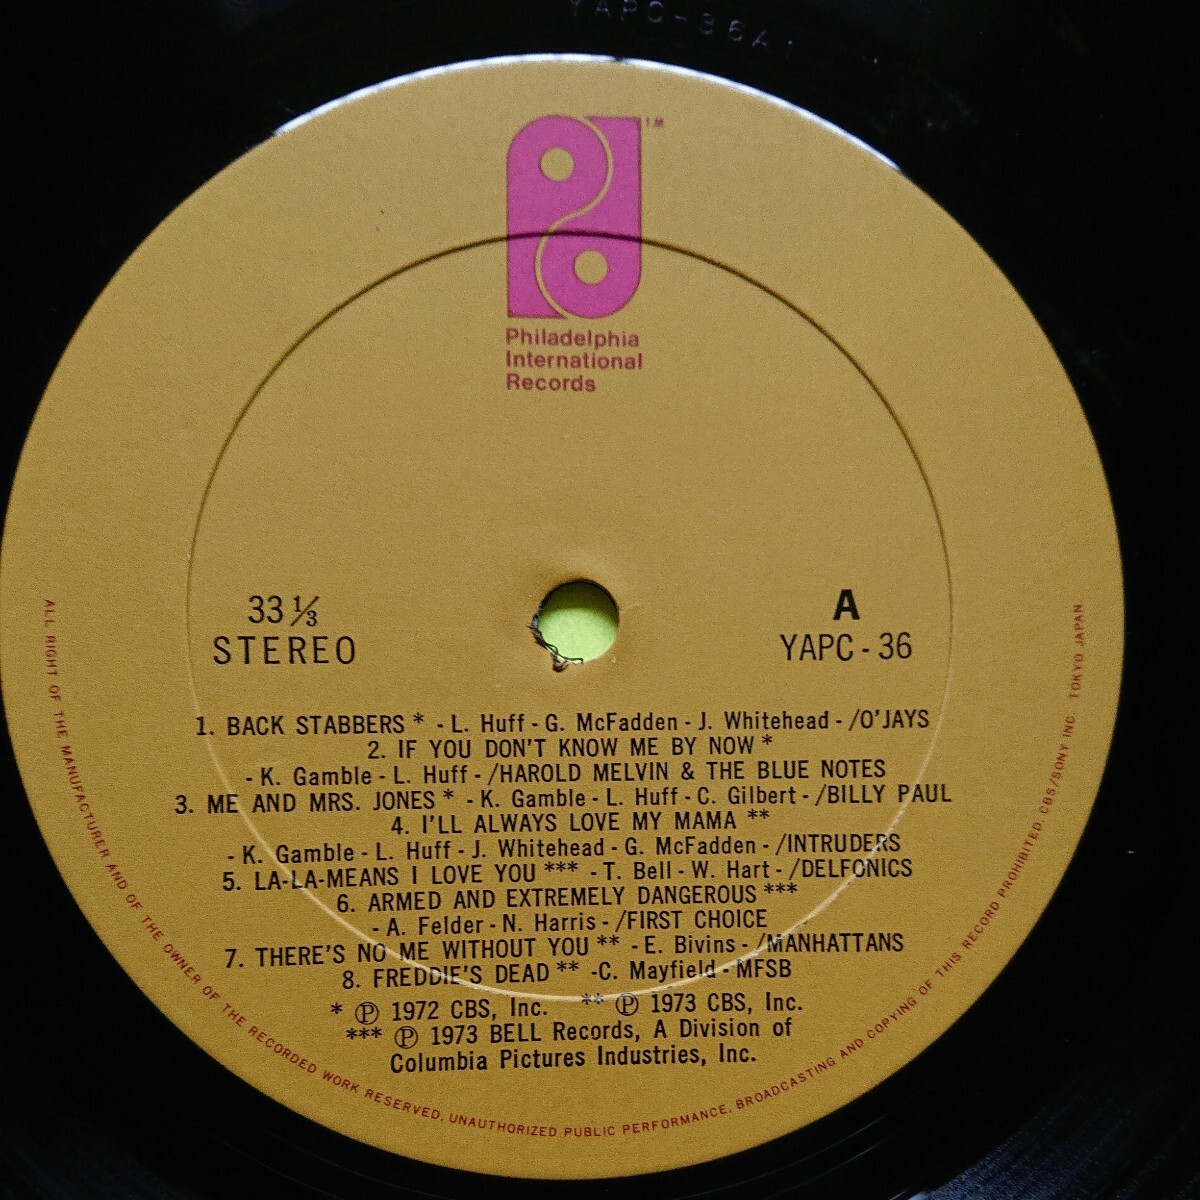 YAPC-36A1
TM
Philadelphia
International
Records
33 ⅓
STEREO
A
YAPC - 36
1. BACK STABBERS * - L. Huff - G. McFadden - J. Whitehead - /O'JAYS
2. IF YOU DON'T KNOW ME BY NOW *
- K. Gamble - L. Huff - /HAROLD MELVIN & THE BLUE NOTES
3. ME AND MRS. JONES * - K. Gamble - L. Huff - C. Gilbert - /BILLY PAUL
4. I'LL ALWAYS LOVE MY MAMA **
- K. Gamble - L. Huff - J. Whitehead - G. McFadden - /INTRUDERS
5. LA-LA-MEANS I LOVE YOU *** - T. Bell - W. Hart - /DELFONICS
6. ARMED AND EXTREMELY DANGEROUS ***
- A. Felder - N. Harris - /FIRST CHOICE
7. THERE'S NO ME WITHOUT YOU ** - E. Bivins - /MANHATTANS
8. FREDDIE'S DEAD ** -C. Mayfield - MFSB
* Ⓟ 1972 CBS, Inc. ** Ⓟ 1973 CBS, Inc.
*** Ⓟ 1973 BELL Records, A Division of
Columbia Pictures Industries, Inc.
ALL RIGHT OF THE MANUFACTURER AND OF THE OWNER OF THE RECORDED WORK RESERVED. UNAUTHORIZED PUBLIC PERFORMANCE. BROADCASTING AND COPYING OF THIS RECORD PROHIBITED. CBS/SONY INC. TOKYO JAPAN